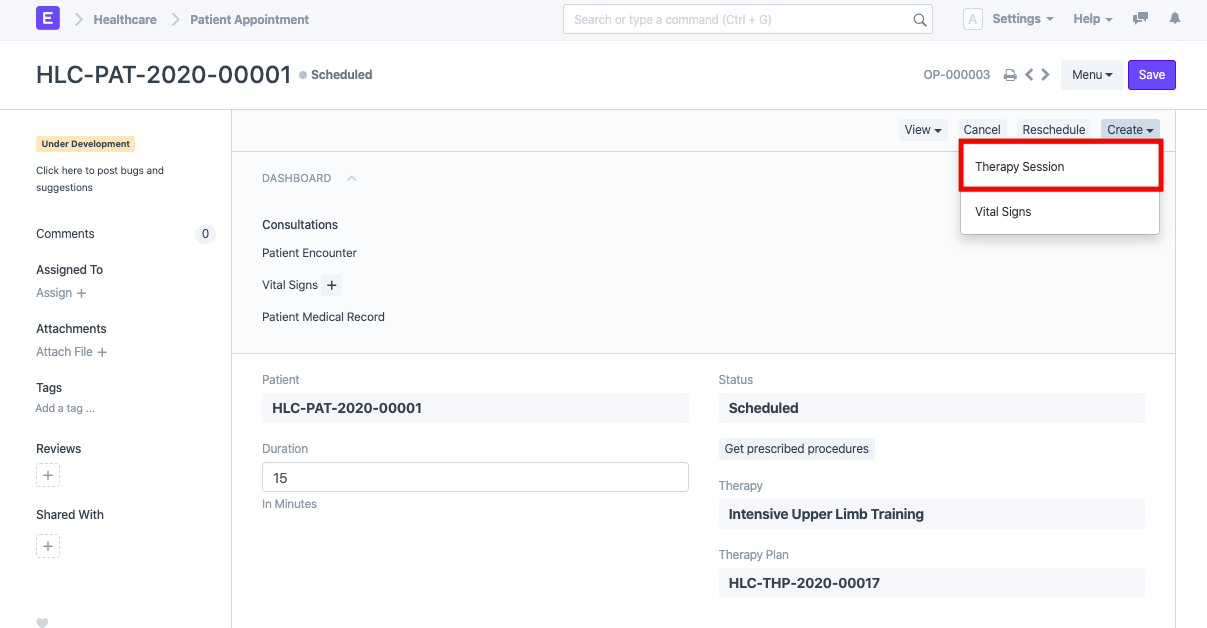 E Healthcare Patient Appointment Search or type a command (Ctrl + G) A Settings Help
HLC-PAT-2020-00001 Scheduled OP-000003 Menu Save
View Cancel Reschedule Create
Therapy Session
Vital Signs
Under Development
Click here to post bugs and
suggestions
Comments 0
Assigned To
Assign +
Attachments
Attach File +
Tags
Add a tag ...
Reviews
+
Shared With
+
DASHBOARD
Consultations
Patient Encounter
Vital Signs +
Patient Medical Record
Patient
HLC-PAT-2020-00001
Duration
15
In Minutes
Status
Scheduled
Get prescribed procedures
Therapy
Intensive Upper Limb Training
Therapy Plan
HLC-THP-2020-00017